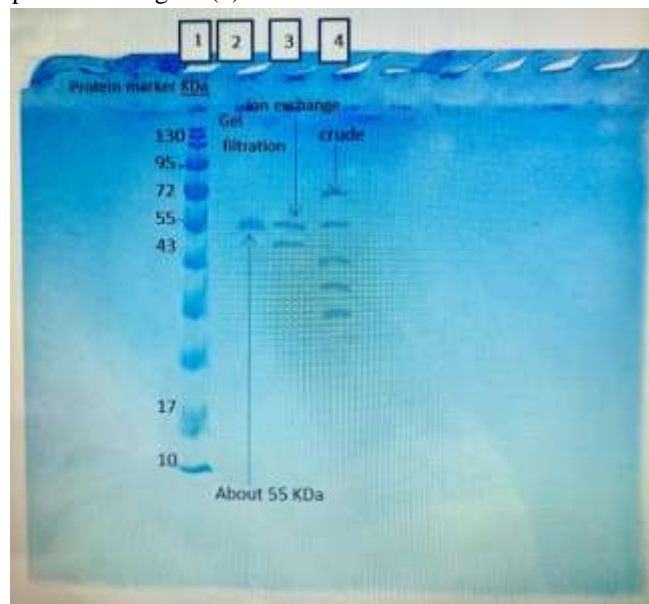 1 2 3 4
Protein marker KDa
Ion exchange
Gel
filtration
crude
130
95
72
55
43
17
10
About 55 KDa